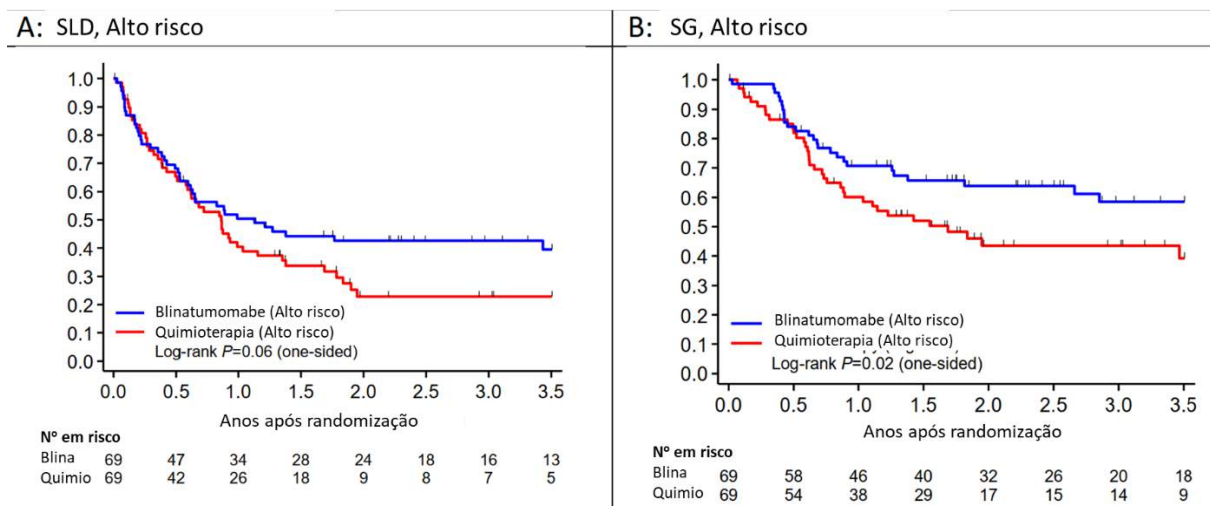 A: SLD, Alto risco
1.0
0.9
0.8
0.7
0.6
0.5
0.4
0.3
0.2
0.1
0.0
Blinatumomabe (Alto risco)
Quimioterapia (Alto risco)
Log-rank P=0.06 (one-sided)
0.0 0.5 1.0 1.5 2.0 2.5 3.0 3.5
Anos após randomização
Nº em risco
Blina 69 47 34 28 24 18 16 13
Quimio 69 42 26 18 9 8 7 5
B: SG, Alto risco
1.0
0.9
0.8
0.7
0.6
0.5
0.4
0.3
0.2
0.1
0.0
Blinatumomabe (Alto risco)
Quimioterapia (Alto risco)
Log-rank P=0.02 (one-sided)
0.0 0.5 1.0 1.5 2.0 2.5 3.0 3.5
Anos após randomização
Nº em risco
Blina 69 58 46 40 32 26 20 18
Quimio 69 54 38 29 17 15 14 9